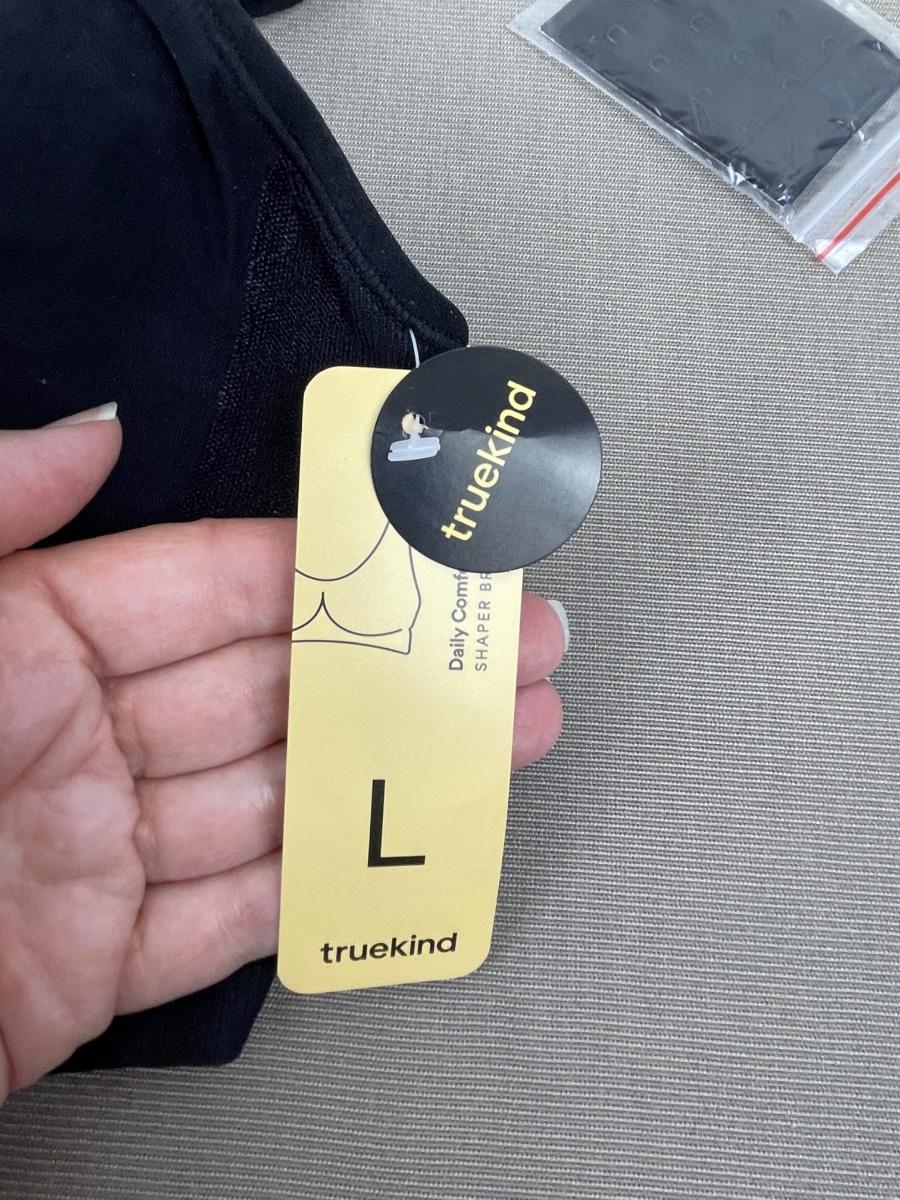 truekind
Daily Comf
SHAPER BR
L
truekind